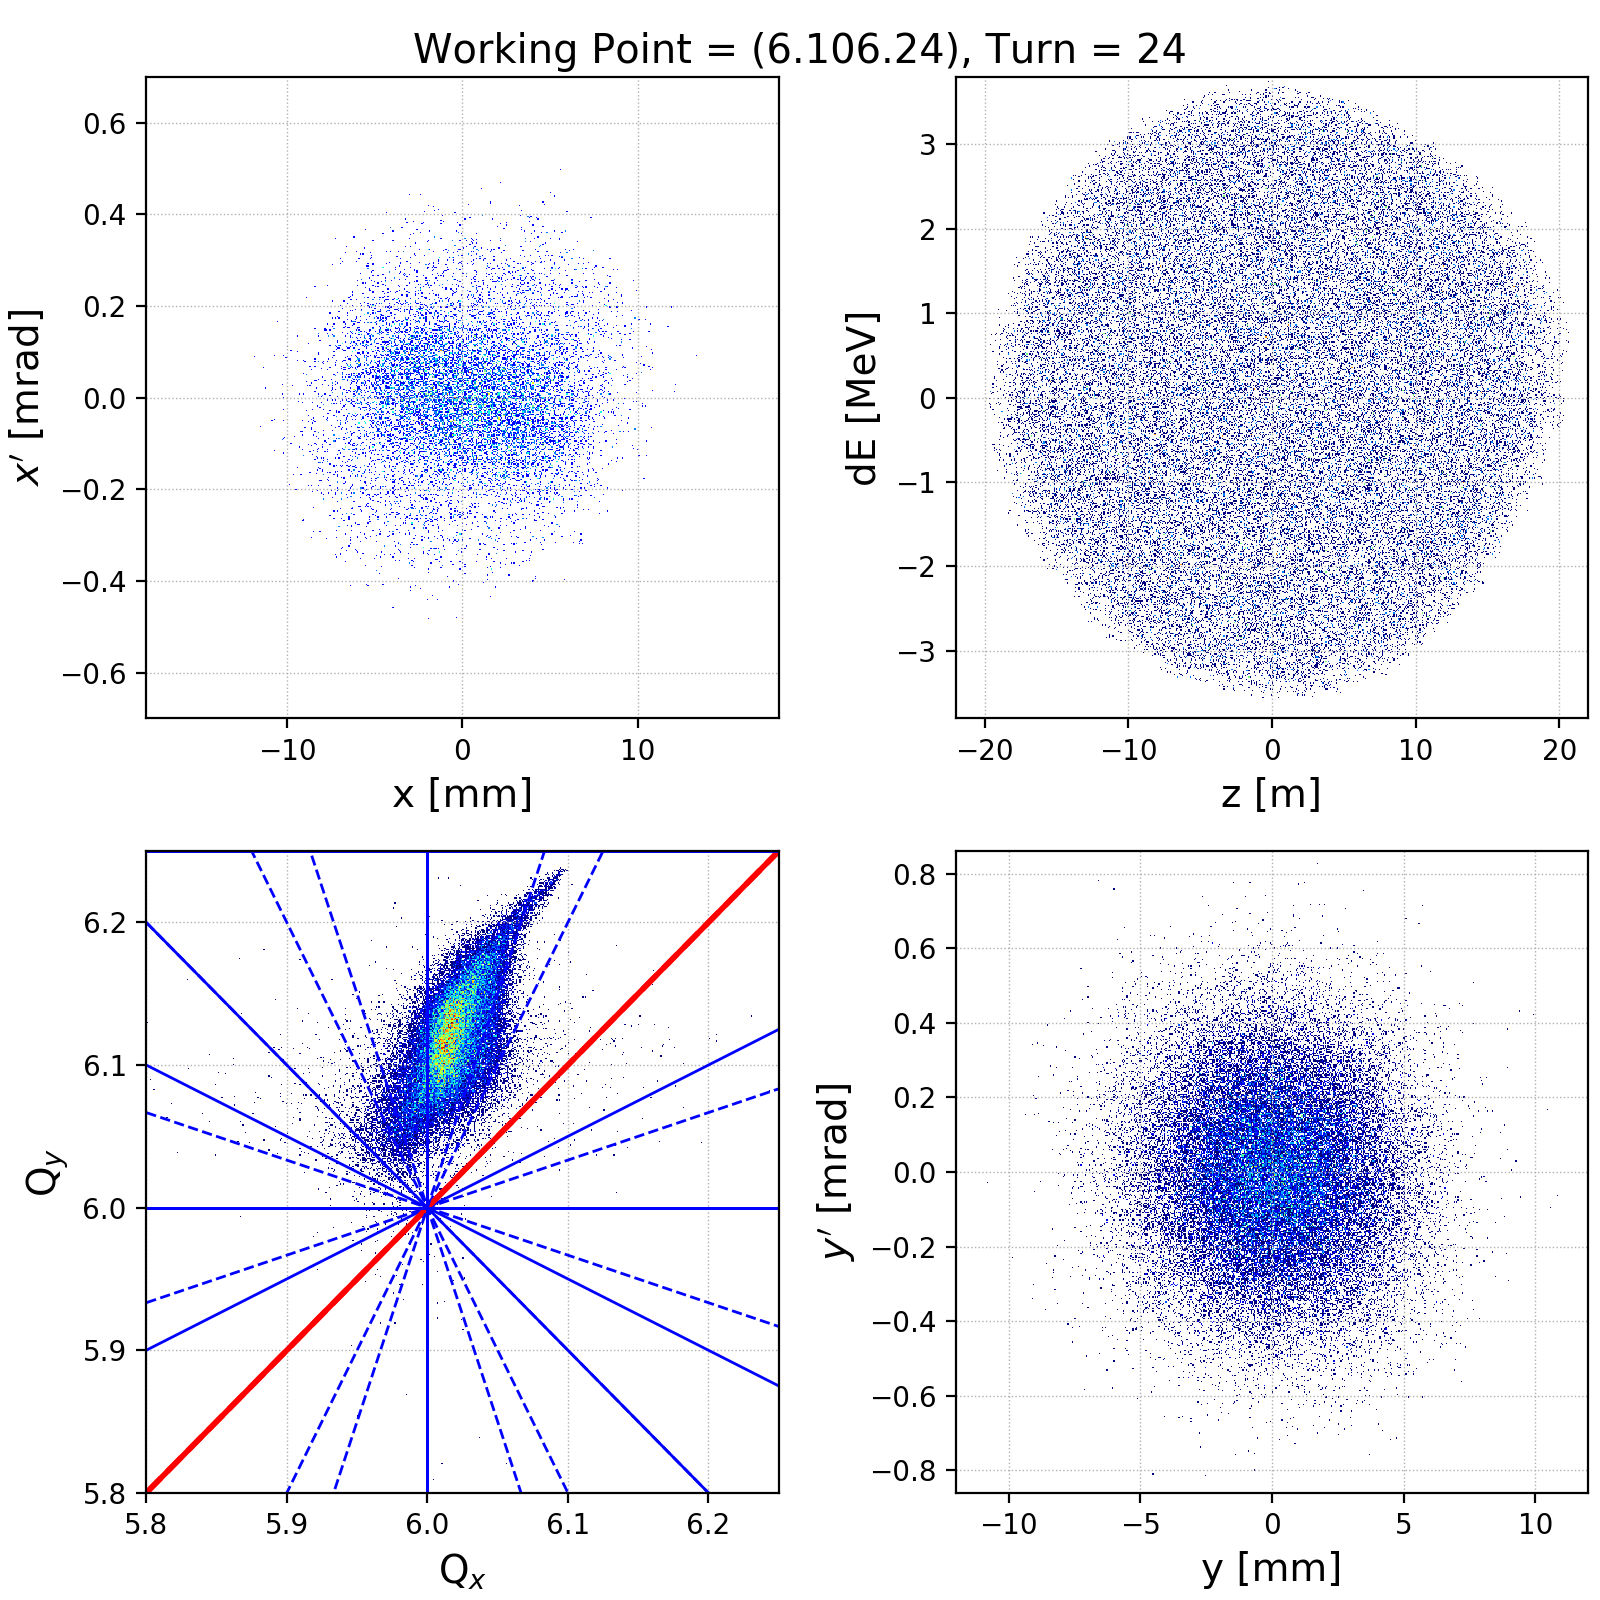 Working Point = (6.106.24), Turn = 24
0.6
0.4
0.2
0.0
−0.2
−0.4
−0.6
x′ [mrad]
−10 0 10
x [mm]
3
2
1
0
−1
−2
−3
dE [MeV]
−20 −10 0 10 20
z [m]
6.2
6.1
6.0
5.9
5.8
Qy
5.8 5.9 6.0 6.1 6.2
Qx
0.8
0.6
0.4
0.2
0.0
−0.2
−0.4
−0.6
−0.8
y′ [mrad]
−10 −5 0 5 10
y [mm]